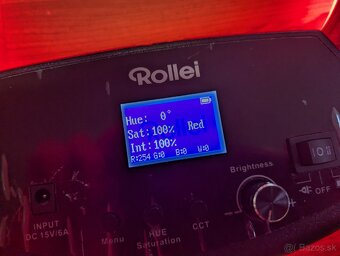 Rollei
Hue: 0°
Sat:100% Red
Int:100%
R:254 G:0 B:0 W:0
Brightness
OFF
INPUT
DC 15V/6A
Menu
HUE
Saturation
CCT
Bazos.sk